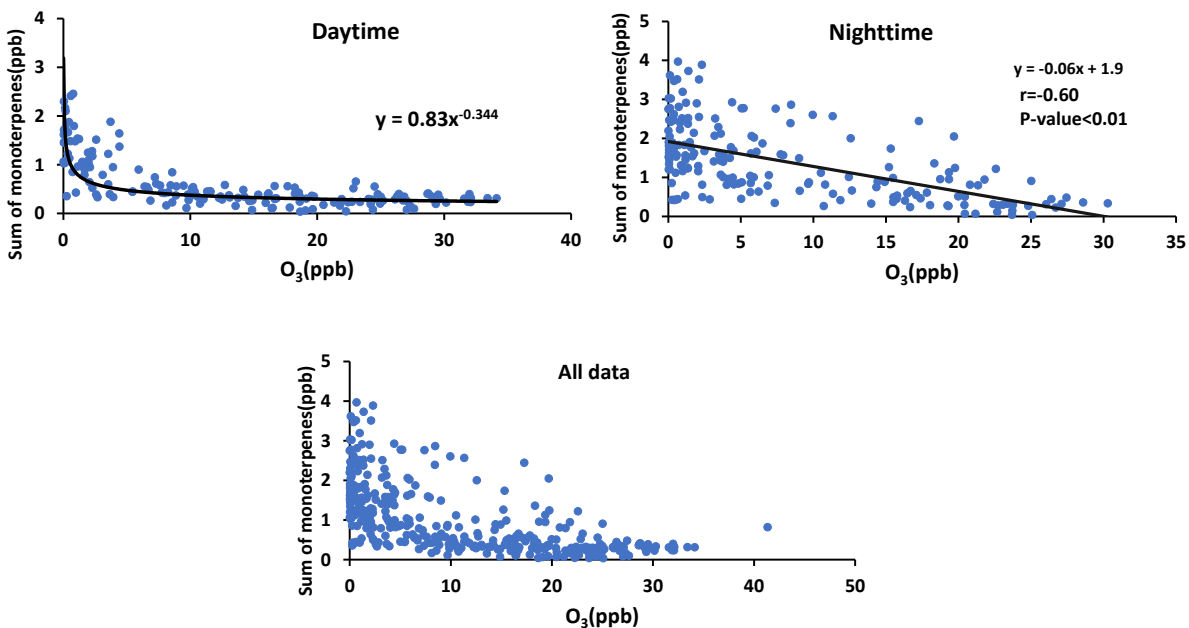 Daytime
Sum of monoterpenes(ppb)
4
3
2
1
0
y = 0.83x^-0.344
0 10 20 30 40
O₃(ppb)
Nighttime
Sum of monoterpenes(ppb)
5
4
3
2
1
0
y = -0.06x + 1.9
r=-0.60
P-value<0.01
0 5 10 15 20 25 30 35
O₃(ppb)
All data
Sum of monoterpenes(ppb)
5
4
3
2
1
0
0 10 20 30 40 50
O₃(ppb)